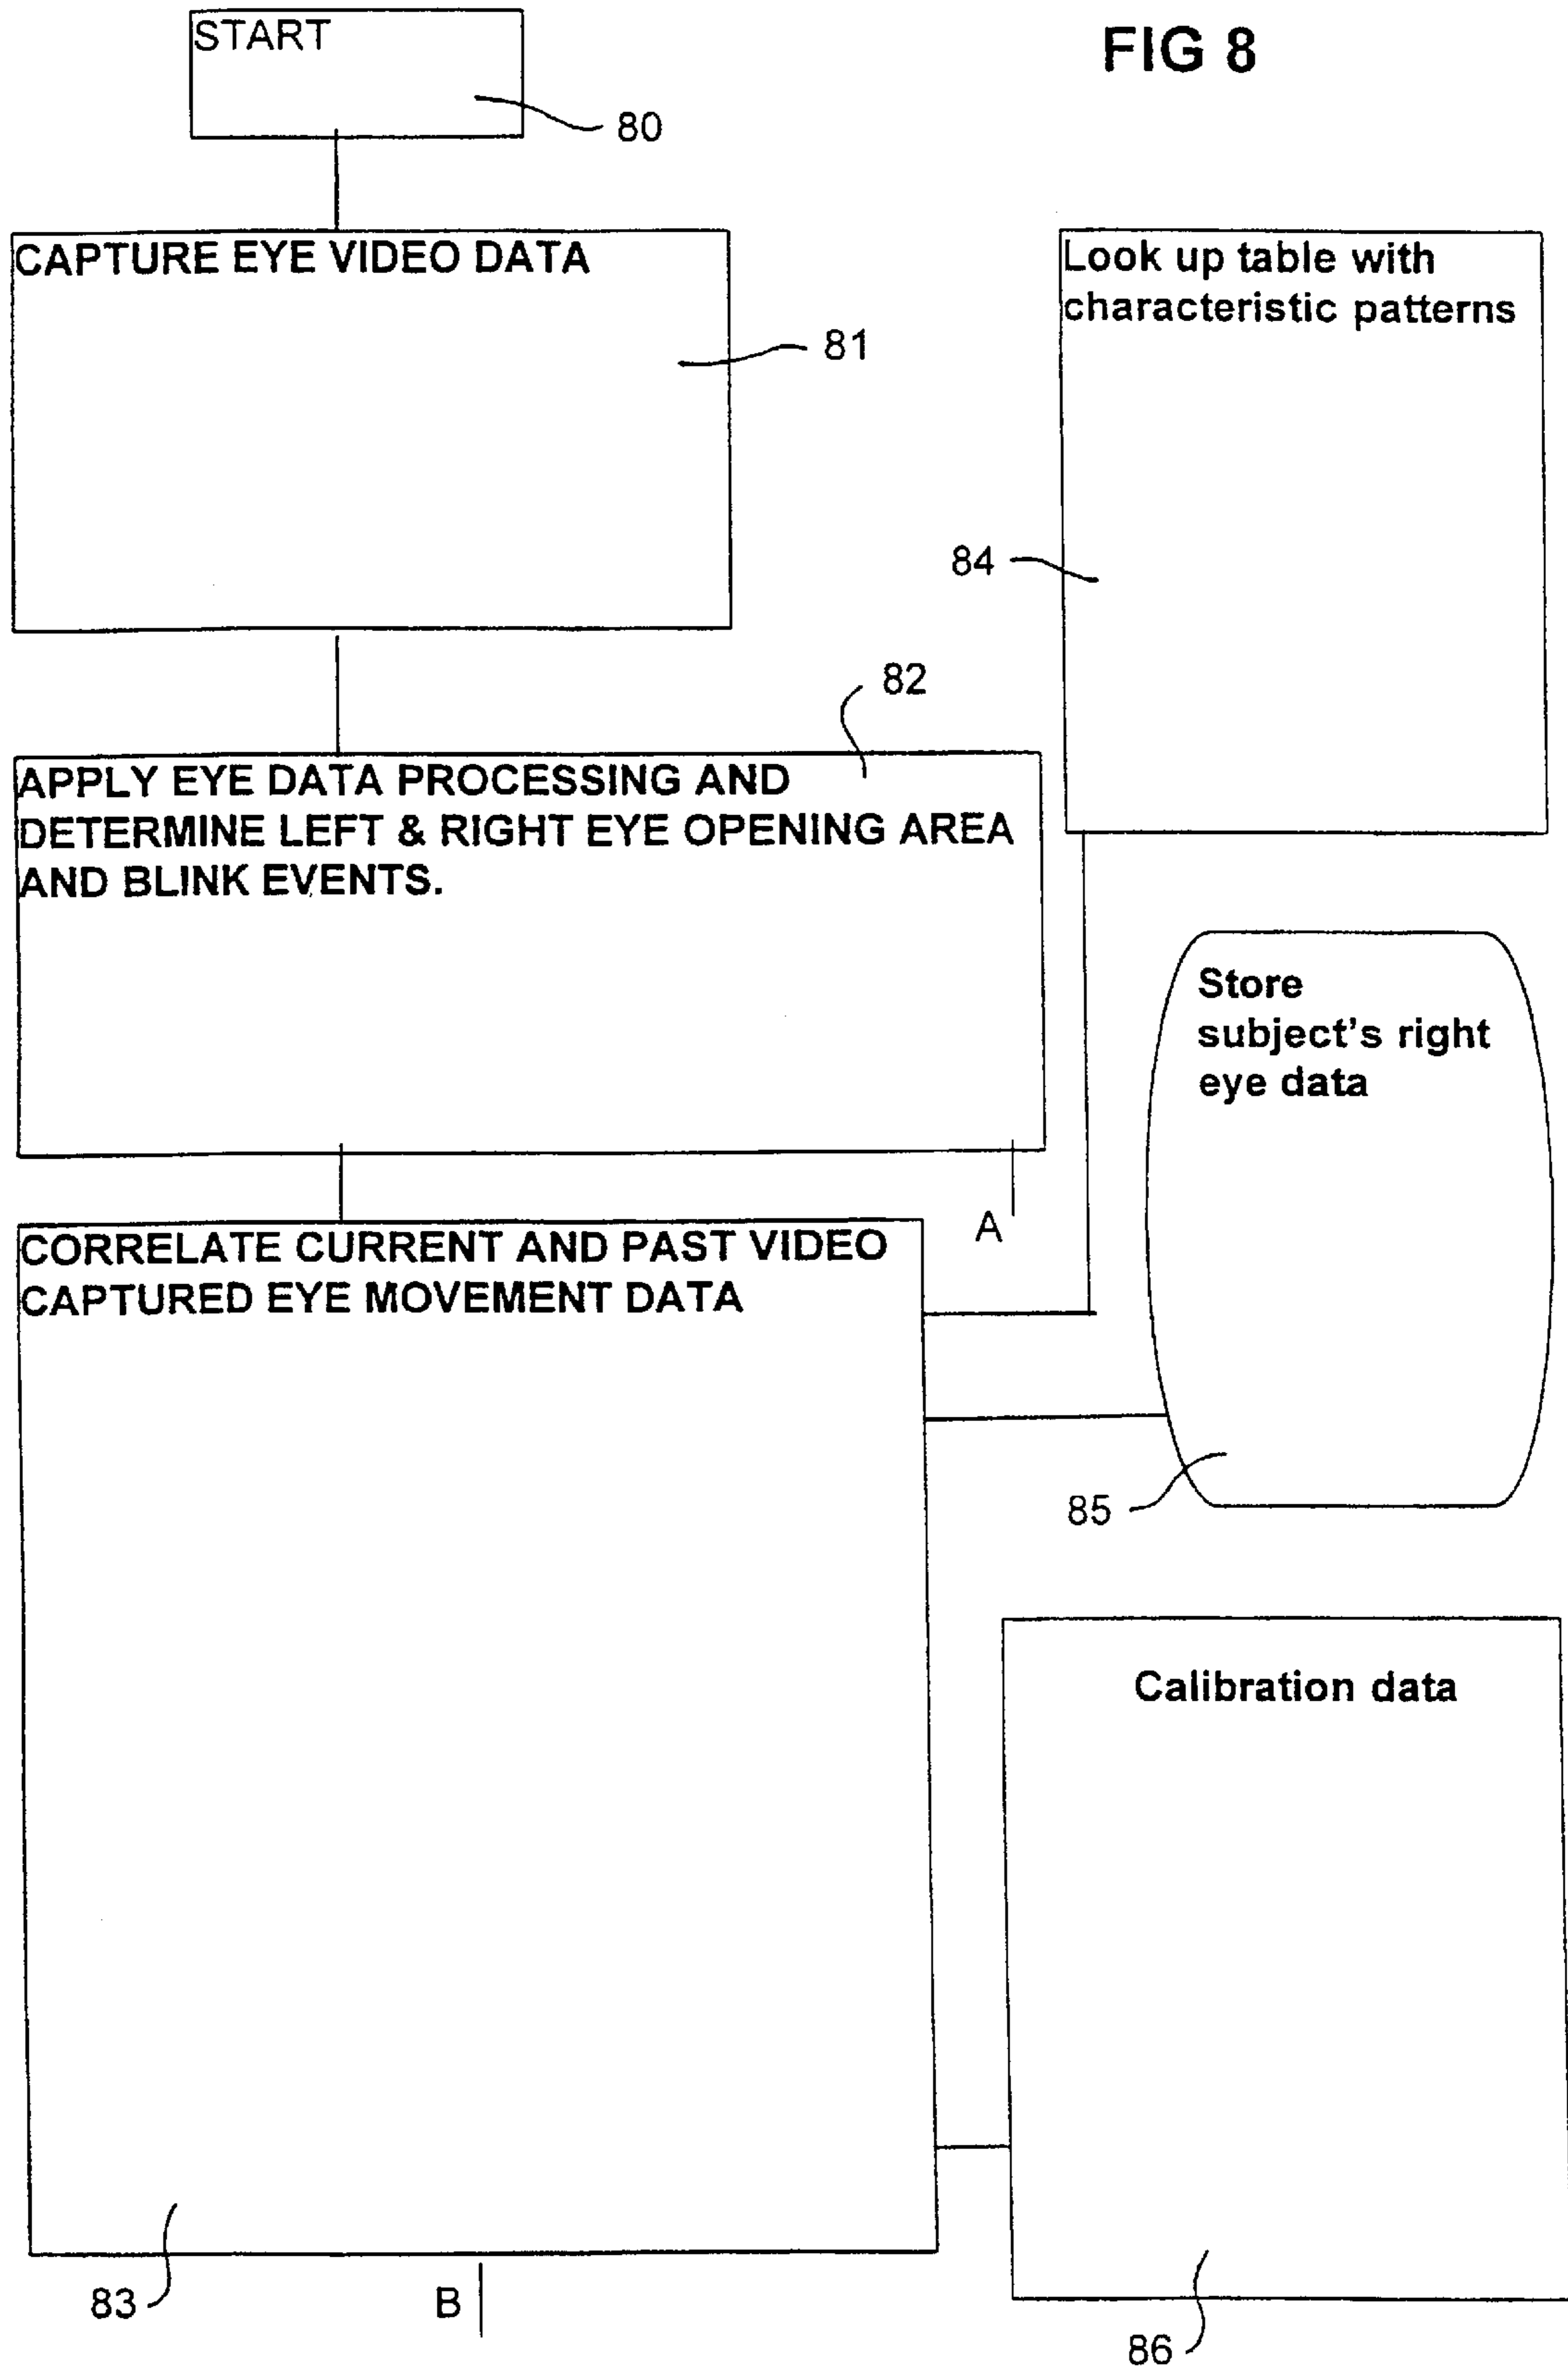 START
FIG 8
80
CAPTURE EYE VIDEO DATA
81
Look up table with
characteristic patterns
84
82
APPLY EYE DATA PROCESSING AND
DETERMINE LEFT & RIGHT EYE OPENING AREA
AND BLINK EVENTS.
A
Store
subject's right
eye data
85
CORRELATE CURRENT AND PAST VIDEO
CAPTURED EYE MOVEMENT DATA
Calibration data
83
B
86